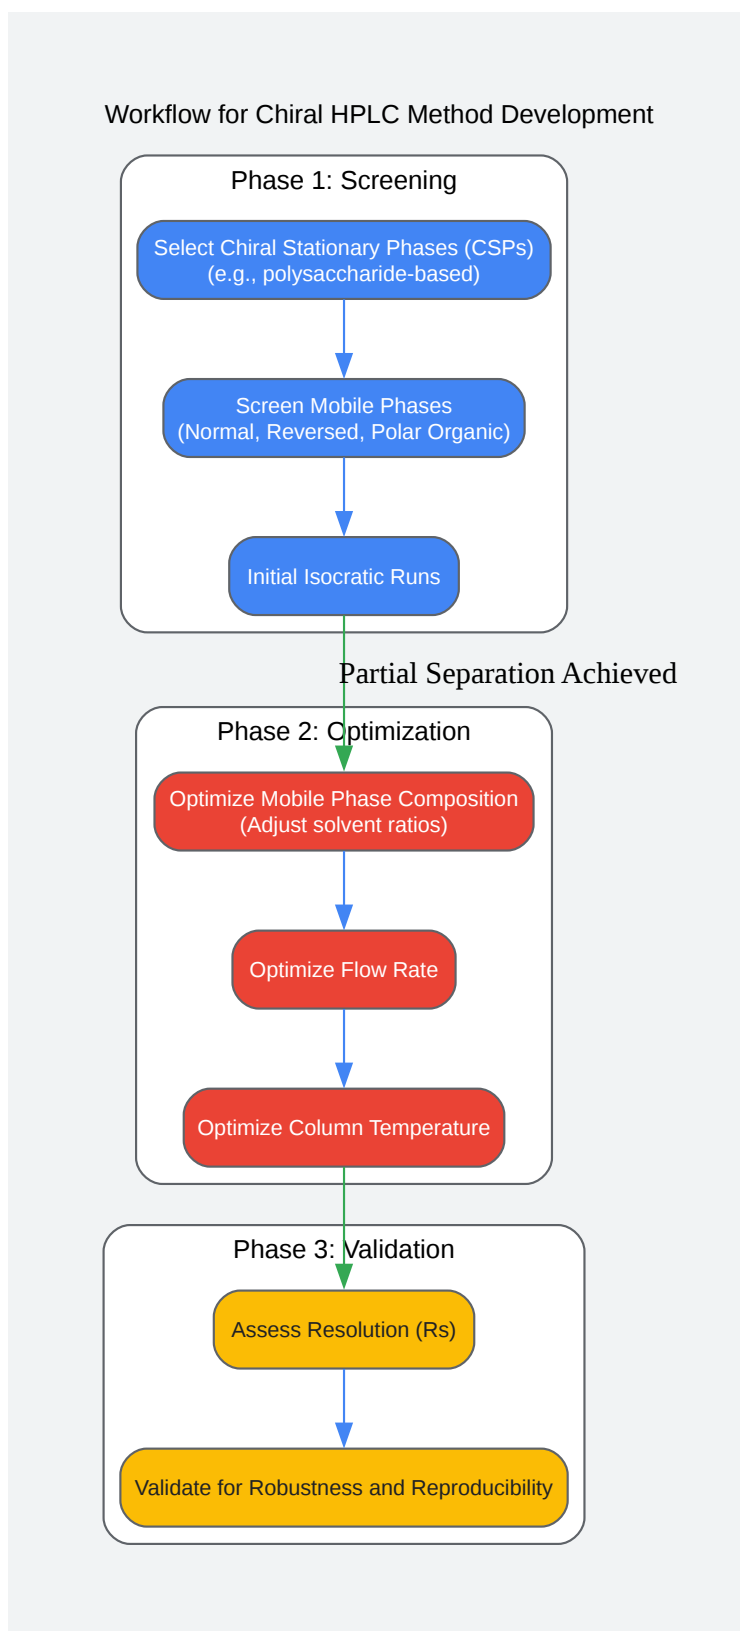 Workflow for Chiral HPLC Method Development
Phase 1: Screening
Select Chiral Stationary Phases (CSPs)
(e.g., polysaccharide-based)
Screen Mobile Phases
(Normal, Reversed, Polar Organic)
Initial Isocratic Runs
Partial Separation Achieved
Phase 2: Optimization
Optimize Mobile Phase Composition
(Adjust solvent ratios)
Optimize Flow Rate
Optimize Column Temperature
Phase 3: Validation
Assess Resolution (Rs)
Validate for Robustness and Reproducibility